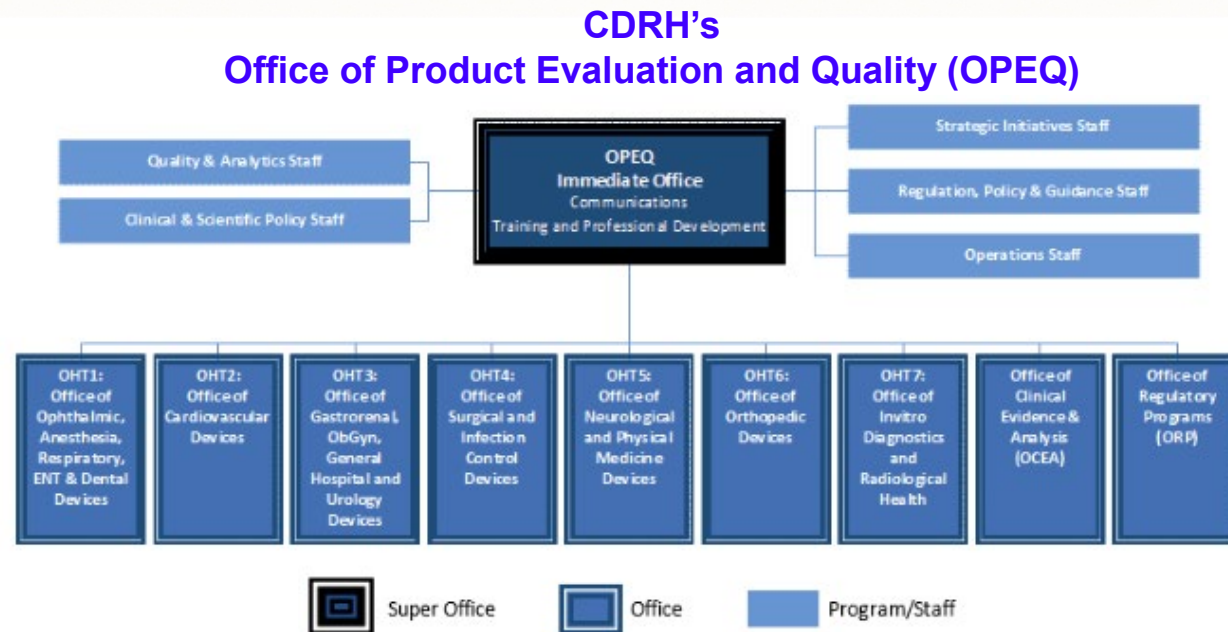 CDRH's
Office of Product Evaluation and Quality (OPEQ)
Quality & Analytics Staff
Clinical & Scientific Policy Staff
OPEQ
Immediate Office
Communications
Training and Professional Development
Strategic Initiatives Staff
Regulation, Policy & Guidance Staff
Operations Staff
OHT1:
Office of
Ophthalmic,
Anesthesia,
Respiratory,
ENT & Dental
Devices
OHT2:
Office of
Cardiovascular
Devices
OHT3:
Office of
Gastrorenal,
ObGyn,
General
Hospital and
Urology
Devices
OHT4:
Office of
Surgical and
Infection
Control
Devices
OHT5:
Office of
Neurological
and Physical
Medicine
Devices
OHT6:
Office of
Orthopedic
Devices
OHT7:
Office of
Invitro
Diagnostics
and
Radiological
Health
Office of
Clinical
Evidence &
Analysis
(OCEA)
Office of
Regulatory
Programs
(ORP)
Super Office
Office
Program/Staff